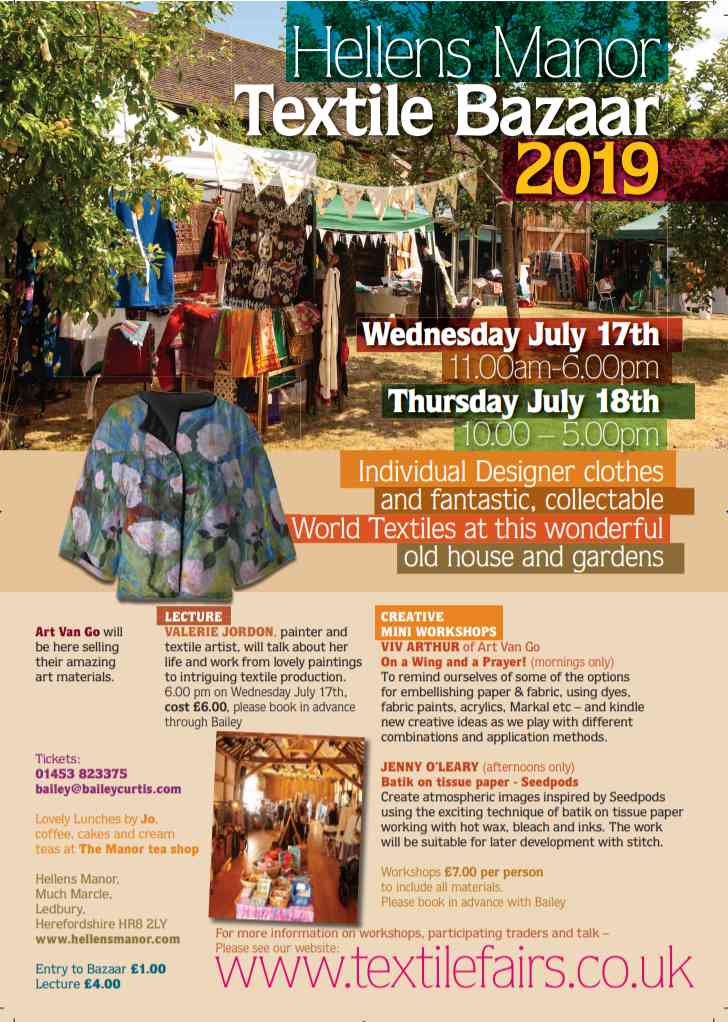 Hellens Manor
Textile Bazaar
2019
Wednesday July 17th
11.00am-6.00pm
Thursday July 18th
10.00 – 5.00pm
Individual Designer clothes
and fantastic, collectable
World Textiles at this wonderful
old house and gardens
Art Van Go will
be here selling
their amazing
art materials.
LECTURE
VALERIE JORDON, painter and
textile artist, will talk about her
life and work from lovely paintings
to intriguing textile production.
6.00 pm on Wednesday July 17th,
cost £6.00, please book in advance
through Bailey
CREATIVE
MINI WORKSHOPS
VIV ARTHUR of Art Van Go
On a Wing and a Prayer! (mornings only)
To remind ourselves of some of the options
for embellishing paper & fabric, using dyes,
fabric paints, acrylics, Markal etc – and kindle
new creative ideas as we play with different
combinations and application methods.
JENNY O'LEARY (afternoons only)
Batik on tissue paper - Seedpods
Create atmospheric images inspired by Seedpods
using the exciting technique of batik on tissue paper
working with hot wax, bleach and inks. The work
will be suitable for later development with stitch.
Workshops £7.00 per person
to include all materials.
Please book in advance with Bailey
Tickets:
01453 823375
bailey@baileycurtis.com
Lovely Lunches by Jo,
coffee, cakes and cream
teas at The Manor tea shop
Hellens Manor,
Much Marcle,
Ledbury,
Herefordshire HR8 2LY
www.hellensmanor.com
Entry to Bazaar £1.00
Lecture £4.00
For more information on workshops, participating traders and talk –
Please see our website:
www.textilefairs.co.uk